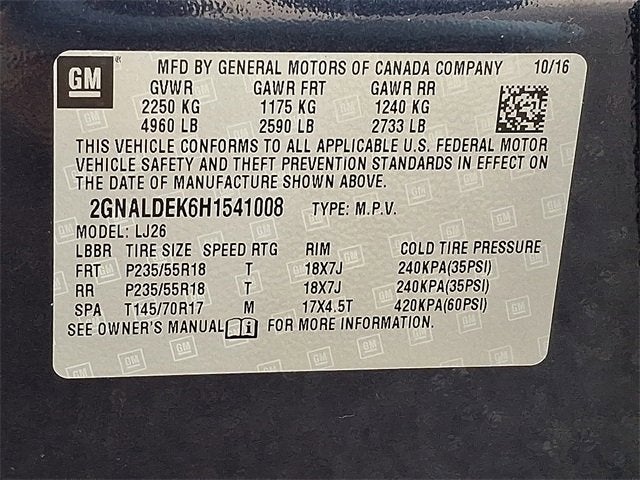 GM
MFD BY GENERAL MOTORS OF CANADA COMPANY 10/16
GVWR GAWR FRT GAWR RR
2250 KG 1175 KG 1240 KG
4960 LB 2590 LB 2733 LB
THIS VEHICLE CONFORMS TO ALL APPLICABLE U.S. FEDERAL MOTOR
VEHICLE SAFETY AND THEFT PREVENTION STANDARDS IN EFFECT ON
THE DATE OF MANUFACTURE SHOWN ABOVE.
2GNALDEK6H1541008 TYPE: M.P.V.
MODEL: LJ26
LBBR TIRE SIZE SPEED RTG RIM COLD TIRE PRESSURE
FRT P235/55R18 T 18X7J 240KPA(35PSI)
RR P235/55R18 T 18X7J 240KPA(35PSI)
SPA T145/70R17 M 17X4.5T 420KPA(60PSI)
SEE OWNER'S MANUAL i FOR MORE INFORMATION.